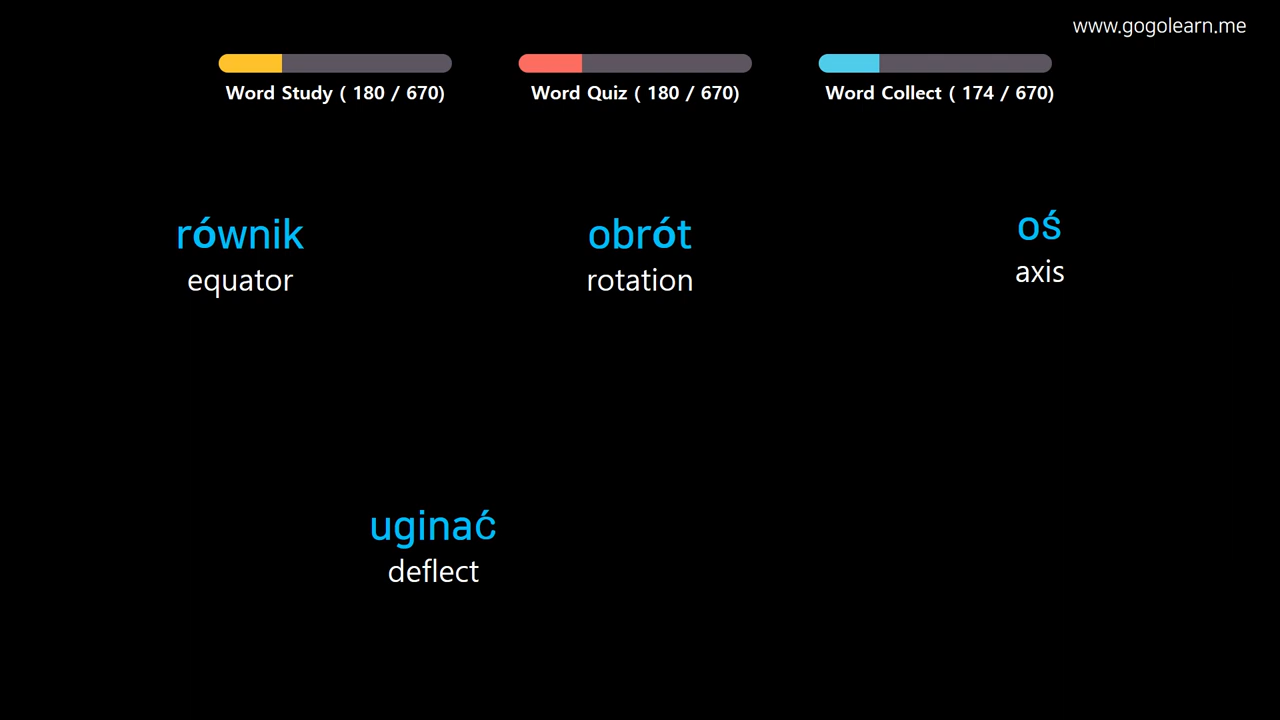 www.gogolearn.me
Word Study ( 180 / 670)
Word Quiz ( 180 / 670)
Word Collect ( 174 / 670)
równik
equator
obrót
rotation
oś
axis
uginać
deflect